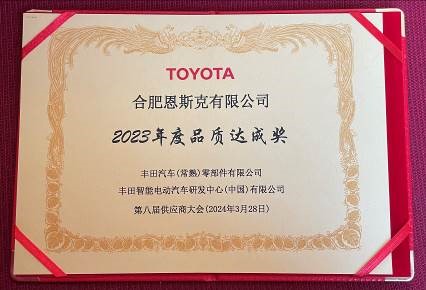 TOYOTA
合肥恩斯克有限公司
2023年度品质达成奖
丰田汽车(常熟)零部件有限公司
丰田智能电动汽车研发中心(中国)有限公司
第八届供应商大会(2024年3月28日)